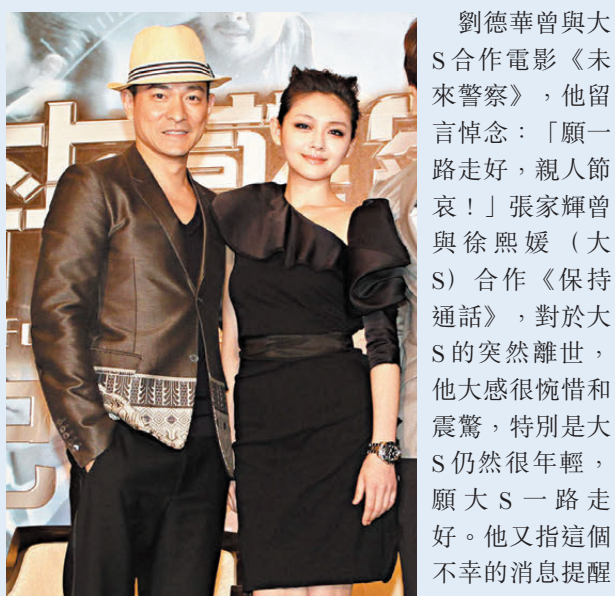 劉德華曾與大
S合作電影《未
來警察》，他留
言悼念：「願一
路走好，親人節
哀！」張家輝曾
與徐熙媛（大
S）合作《保持
通話》，對於大
S的突然離世，
他大感很惋惜和
震驚，特別是大
S仍然很年輕，
願大S一路走
好。他又指這個
不幸的消息提醒